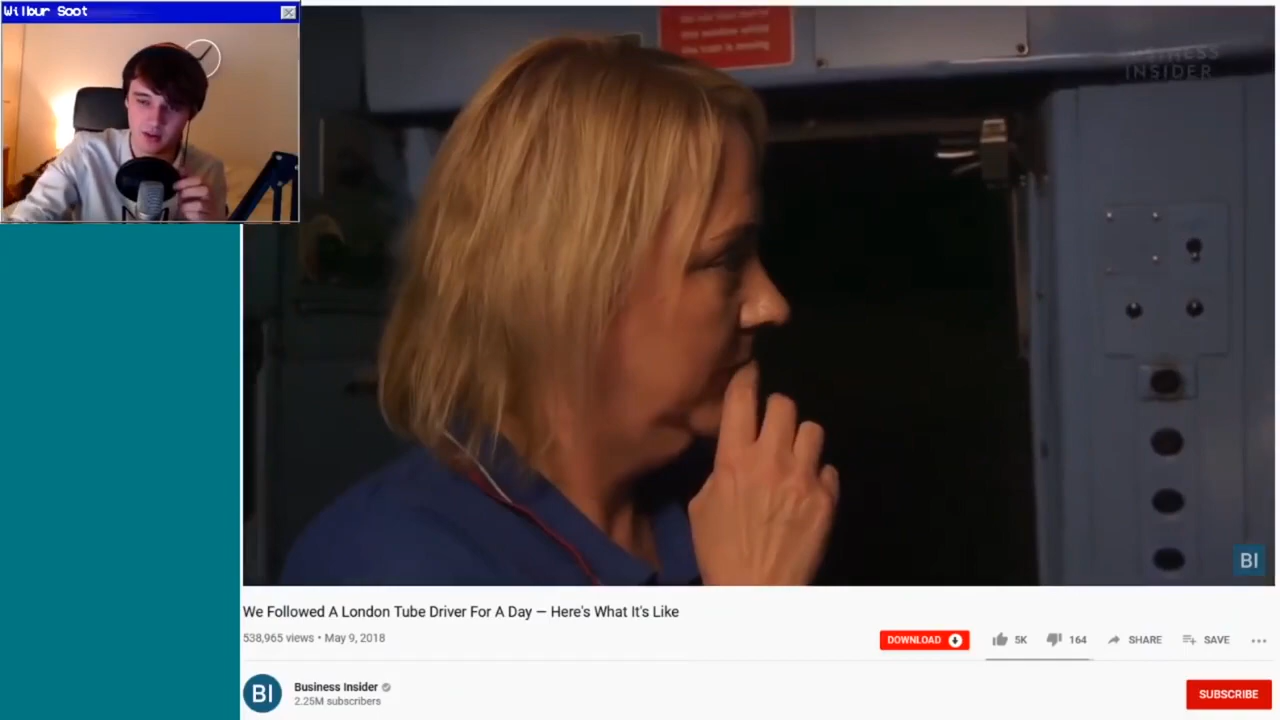 Wilbur Soot
INSIDER
BI
We Followed A London Tube Driver For A Day — Here's What It's Like
538,965 views • May 9, 2018
DOWNLOAD
5K
164
SHARE
SAVE
BI
Business Insider
2.25M subscribers
SUBSCRIBE